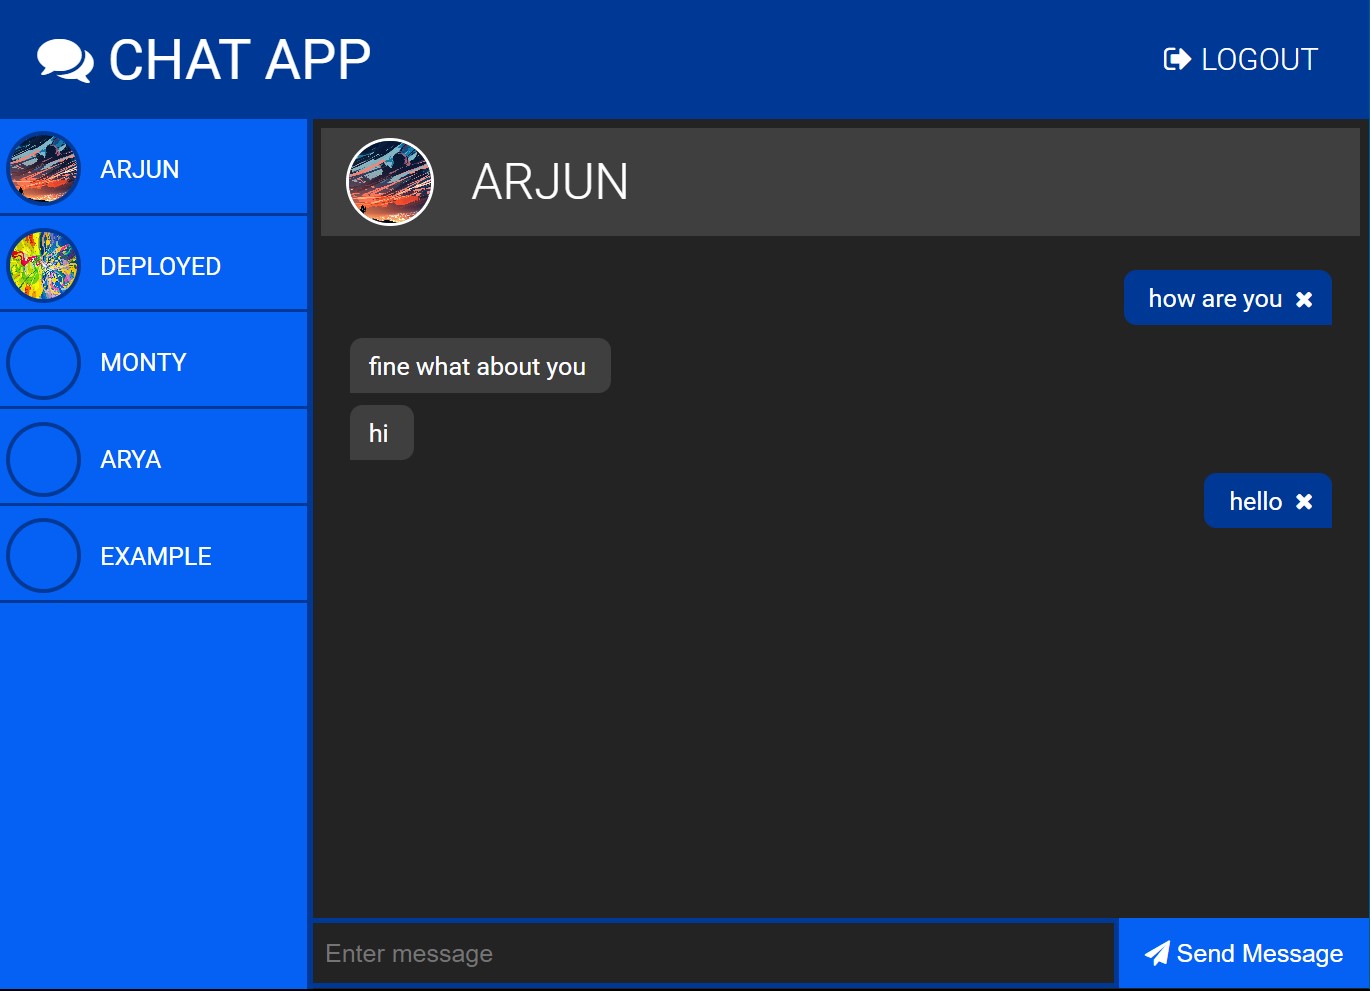 CHAT APP
LOGOUT
ARJUN
DEPLOYED
MONTY
ARYA
EXAMPLE
ARJUN
how are you
fine what about you
hi
hello
Enter message
Send Message